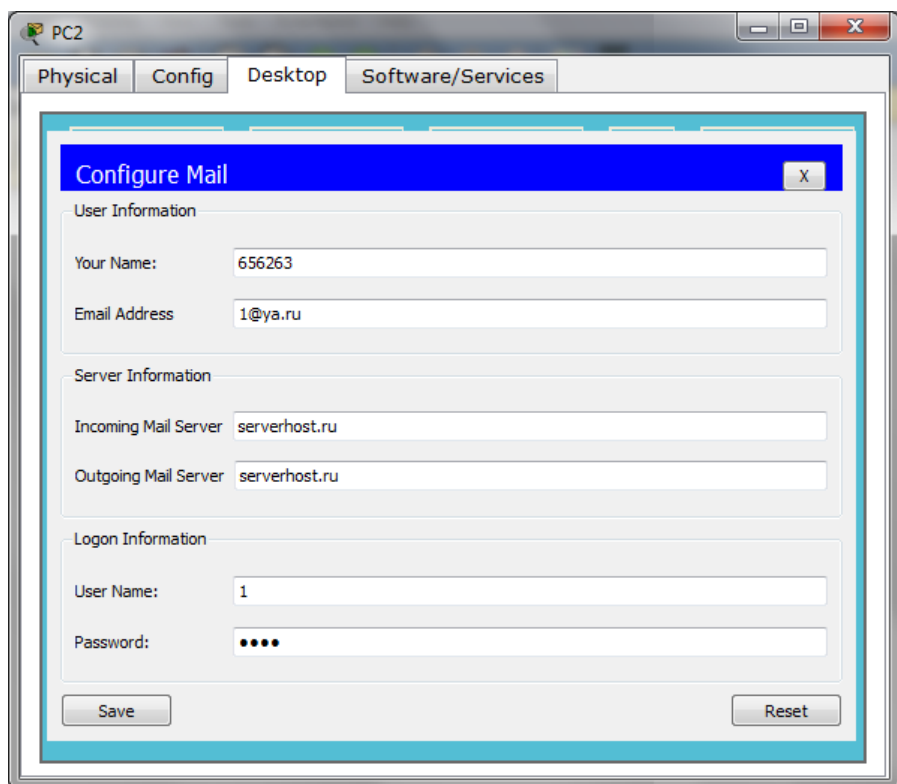 PC2
Physical Config Desktop Software/Services
Configure Mail X
User Information
Your Name: 656263
Email Address 1@ya.ru
Server Information
Incoming Mail Server serverhost.ru
Outgoing Mail Server serverhost.ru
Logon Information
User Name: 1
Password: ••••
Save Reset